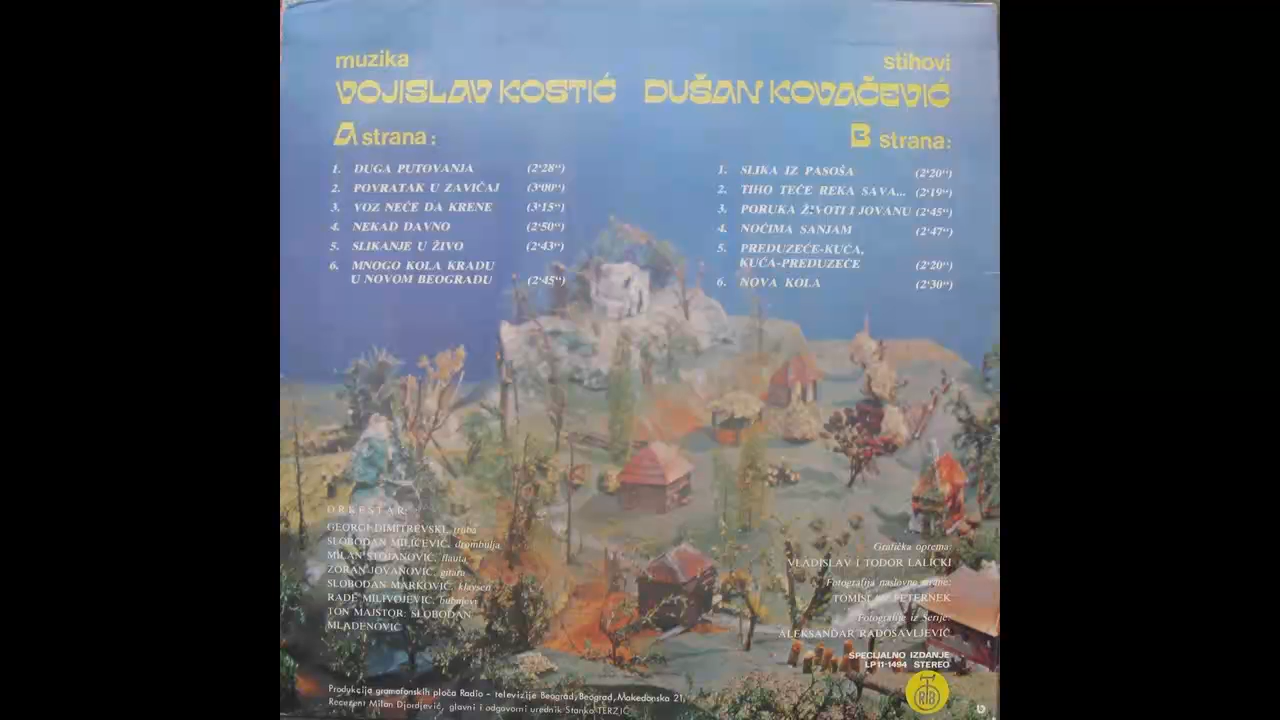 muzika
VOJISLAV KOSTIĆ
A strana:
1. DUGA PUTOVANJA (2'28")
2. POVRATAK U ZAVIČAJ (3'00")
3. VOZ NEĆE DA KRENE (3'15")
4. NEKAD DAVNO (2'50")
5. SLIKANJE U ŽIVO (2'43")
6. MNOGO KOLA KRADU
U NOVOM BEOGRADU (2'45")
stihovi
DUŠAN KOVAČEVIĆ
B strana:
1. SLIKA IZ PASOŠA (2'20")
2. TIHO TEČE REKA SAVA... (2'19")
3. PORUKA ŽIVOTI I JOVANU (2'45")
4. NOĆIMA SANJAM (2'47")
5. PREDUZEĆE-KUĆA,
KUĆA-PREDUZEĆE (2'20")
6. NOVA KOLA (2'30")
ORKESTAR:
GEORGI DIMITREVSKI, truba
SLOBODAN MILIĆEVIĆ, drombulja
MILAN STOJANOVIĆ, flauta
ZORAN JOVANOVIĆ, gitara
SLOBODAN MARKOVIĆ, klavsen
RADE MILIVOJEVIĆ, bubnjevi
TON MAJSTOR: SLOBODAN
MLADENOVIĆ
Grafička oprema:
VLADISLAV I TODOR LALICKI
Fotografija naslovne strane:
PETERNEK
Fotografije iz Serije:
ALEKSANDAR RADOSAVLJEVIĆ
SPECIJALNO IZDANJE
LP 11-1494 STEREO
RTB
Produkcija gramofonskih ploča Radio - televizije Beograd, Beograd, Makedonska 21,
Recezent Milan Djordjević, glavni i odgovorni urednik Stanko TERZIĆ